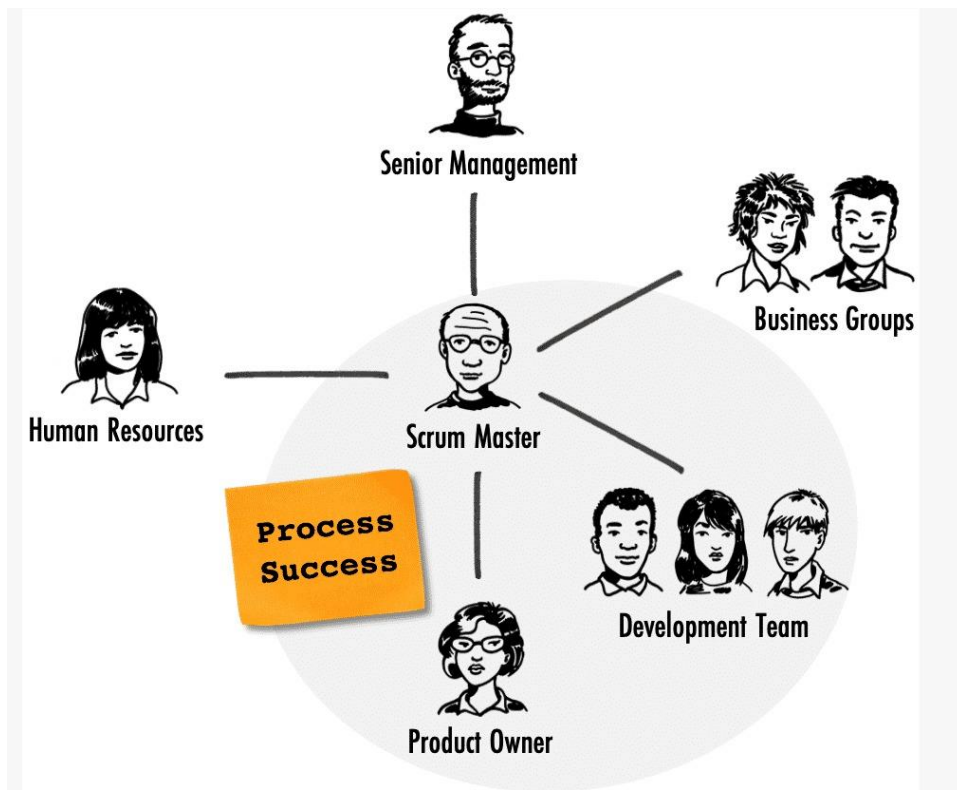 Senior Management
Business Groups
Human Resources
Scrum Master
Process
Success
Development Team
Product Owner